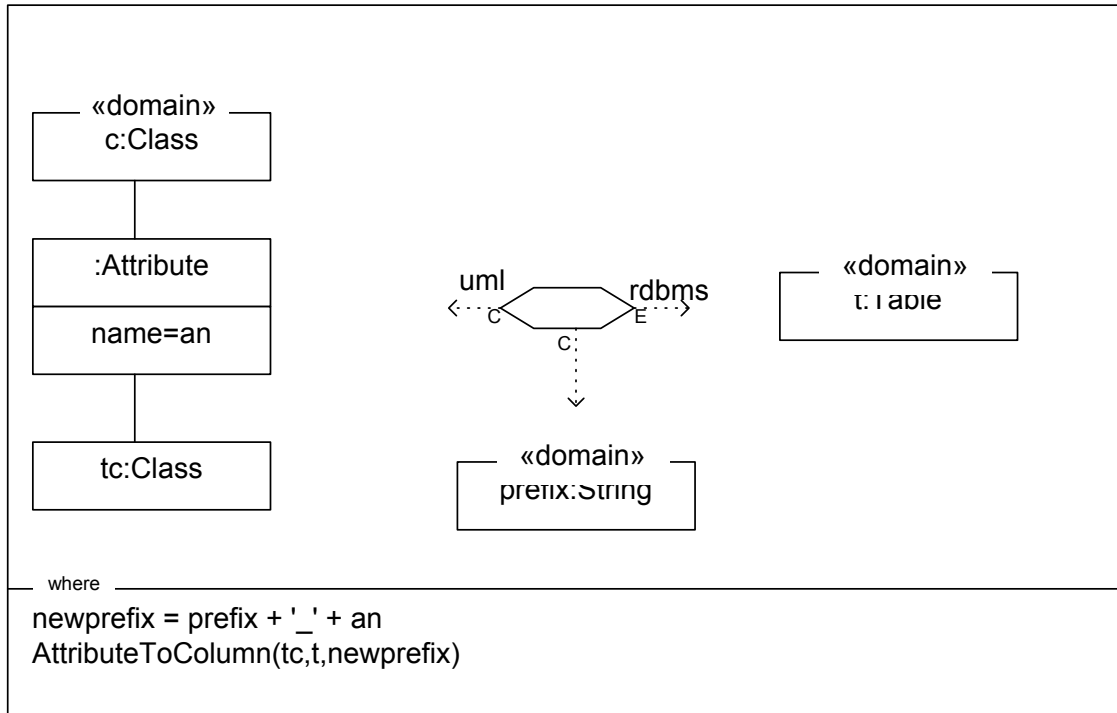 «domain»
c:Class
:Attribute
name=an
tc:Class
uml
rdbms
C
E
C
«domain»
t:Table
«domain»
prefix:String
where
newprefix = prefix + '_' + an
AttributeToColumn(tc,t,newprefix)